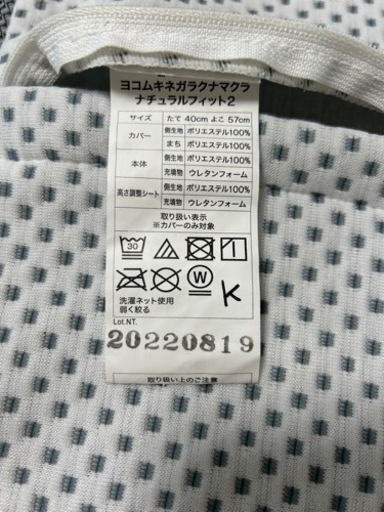 ヨコムキネガラクナマクラ
ナチュラルフィット2
サイズ たて 40cm よこ 57cm
カバー 側生地 ポリエステル100%
まち ポリエステル100%
本体 側生地 ポリエステル100%
充填物 ウレタンフォーム
高さ調整シート 側生地 ポリエステル100%
充填物 ウレタンフォーム
取り扱い表示
※カバーのみ対象
30
W
K
洗濯ネット使用
弱く絞る
Lot.NT.
20220819
取り扱い上のご注意